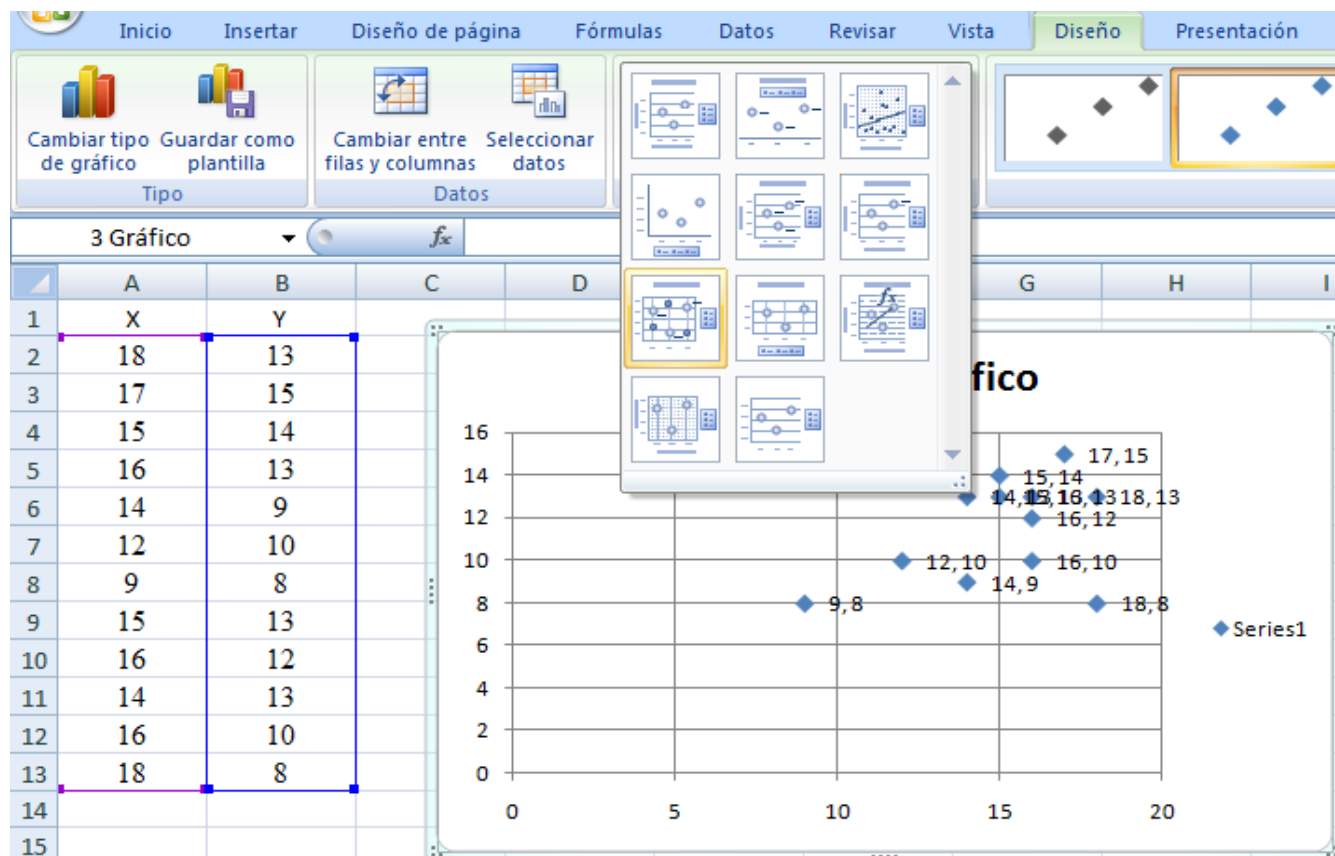 Inicio Insertar Diseño de página Fórmulas Datos Revisar Vista Diseño Presentación
Cambiar tipo de gráfico
Guardar como plantilla
Cambiar entre filas y columnas
Seleccionar datos
Tipo Datos
3 Gráfico fx
A B C D G H I
1 X Y
2 18 13
3 17 15
4 15 14
5 16 13
6 14 9
7 12 10
8 9 8
9 15 13
10 16 12
11 14 13
12 16 10
13 18 8
14
15
fico
16
14
12
10
8
6
4
2
0
0 5 10 15 20
17, 15
15, 14
18, 13
16, 12
12, 10
16, 10
14, 9
9, 8
18, 8
Series1